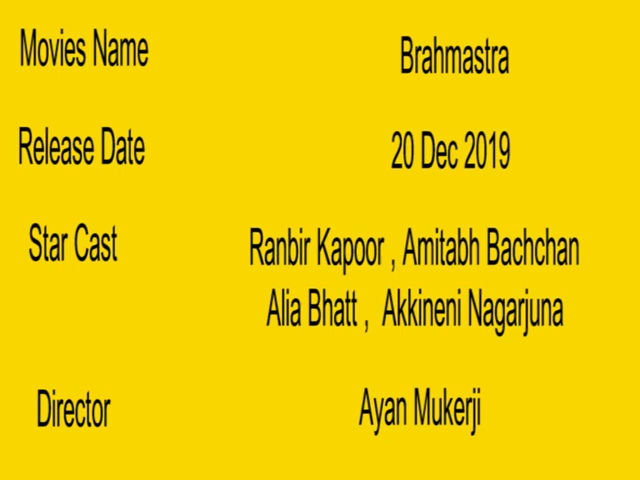 Movies Name Brahmastra
Release Date 20 Dec 2019
Star Cast Ranbir Kapoor , Amitabh Bachchan
Alia Bhatt , Akkineni Nagarjuna
Director Ayan Mukerji